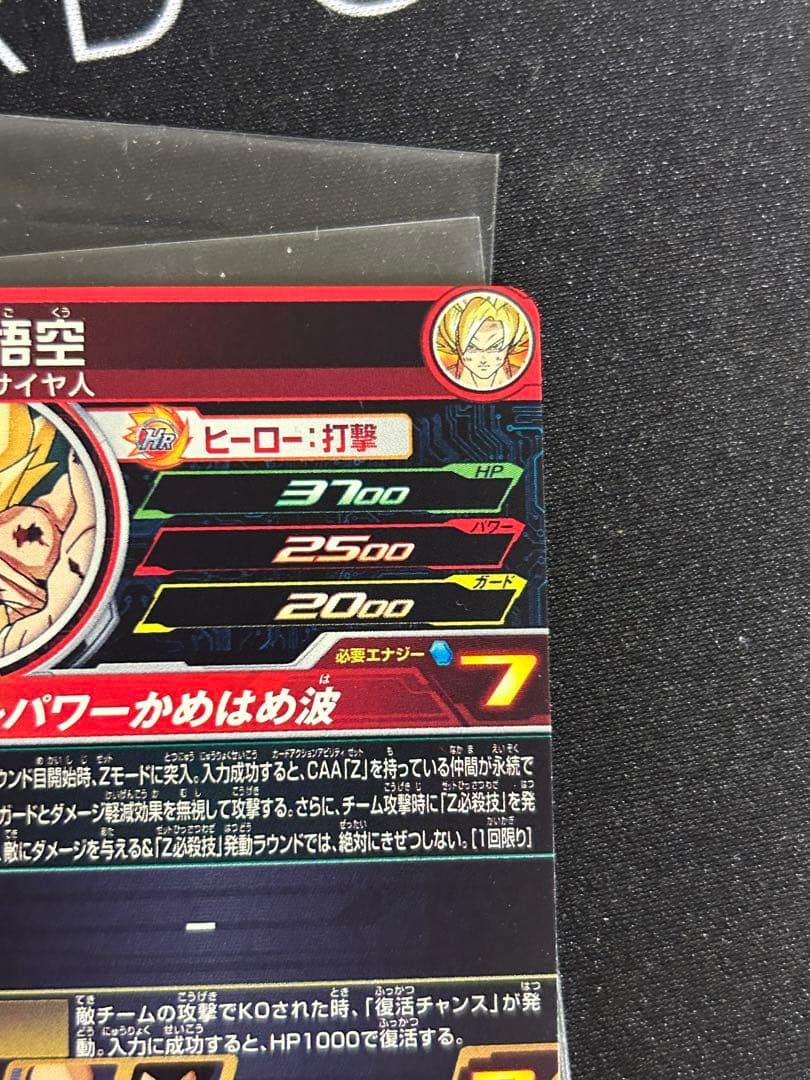 RD
悟空
サイヤ人
HR ヒーロー:打撃
HP
3700
パワー
2500
ガード
2000
必要エナジー 7
パワーかめはめ波
ウンド目開始時、Zモードに突入。入力成功すると、CAA「Z」を持っている仲間が永続で
ガードとダメージ軽減効果を無視して攻撃する。さらに、チーム攻撃時に「Z必殺技」を発
敵にダメージを与える&「Z必殺技」発動ラウンドでは、絶対にきぜつしない。[1回限り]
ー
敵チームの攻撃でKOされた時、「復活チャンス」が発
動。入力に成功すると、HP1000で復活する。